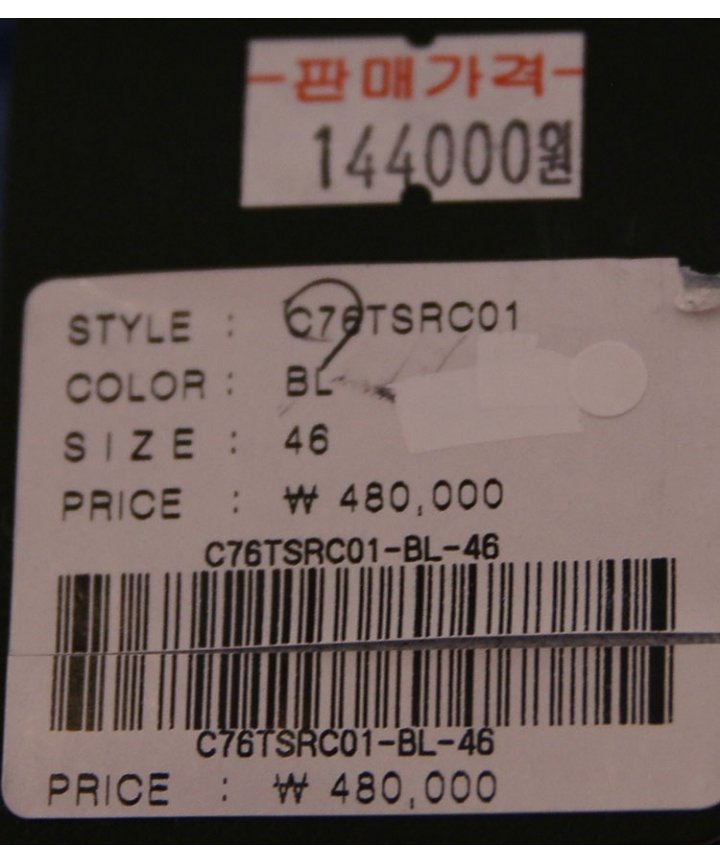 -판매가격-
144000원
STYLE : C76TSRC01
COLOR : BL
SIZE : 46
PRICE : ₩ 480,000
C76TSRC01-BL-46
C76TSRC01-BL-46
PRICE : ₩ 480,000